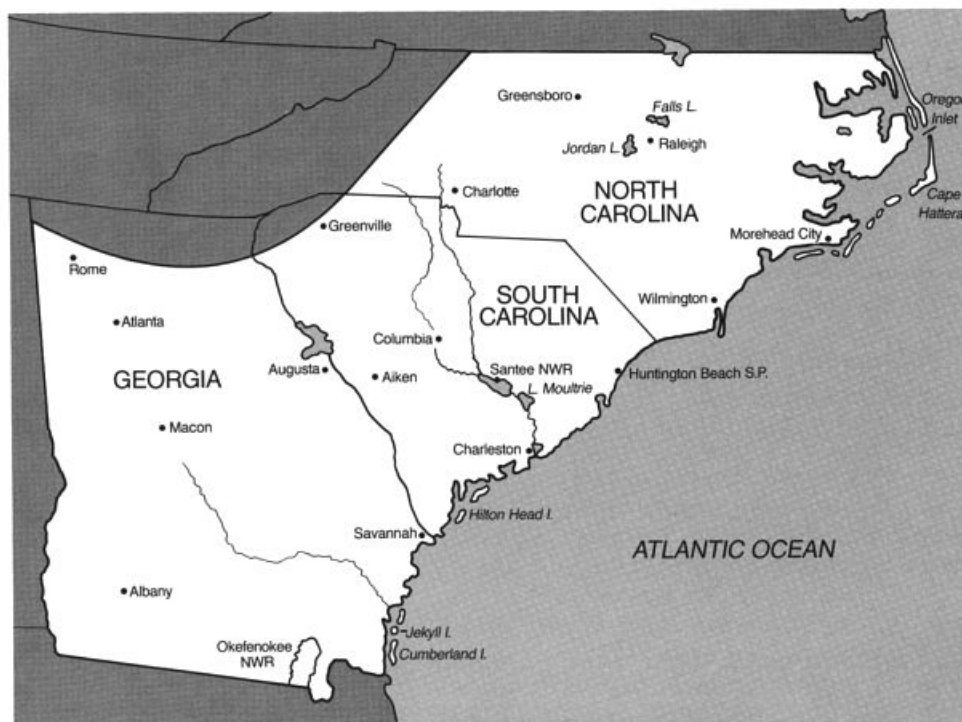 Greensboro
Falls L.
Oregon
Inlet
Jordan L.
Raleigh
Charlotte
NORTH
CAROLINA
Cape
Hattera
Greenville
Morehead City
Rome
SOUTH
CAROLINA
Wilmington
Atlanta
Columbia
GEORGIA
Augusta
Aiken
Santee NWR
L. Moultrie
Huntington Beach S.P.
Macon
Charleston
Hilton Head I.
Savannah
ATLANTIC OCEAN
Albany
Jekyll I.
Okefenokee
NWR
Cumberland I.